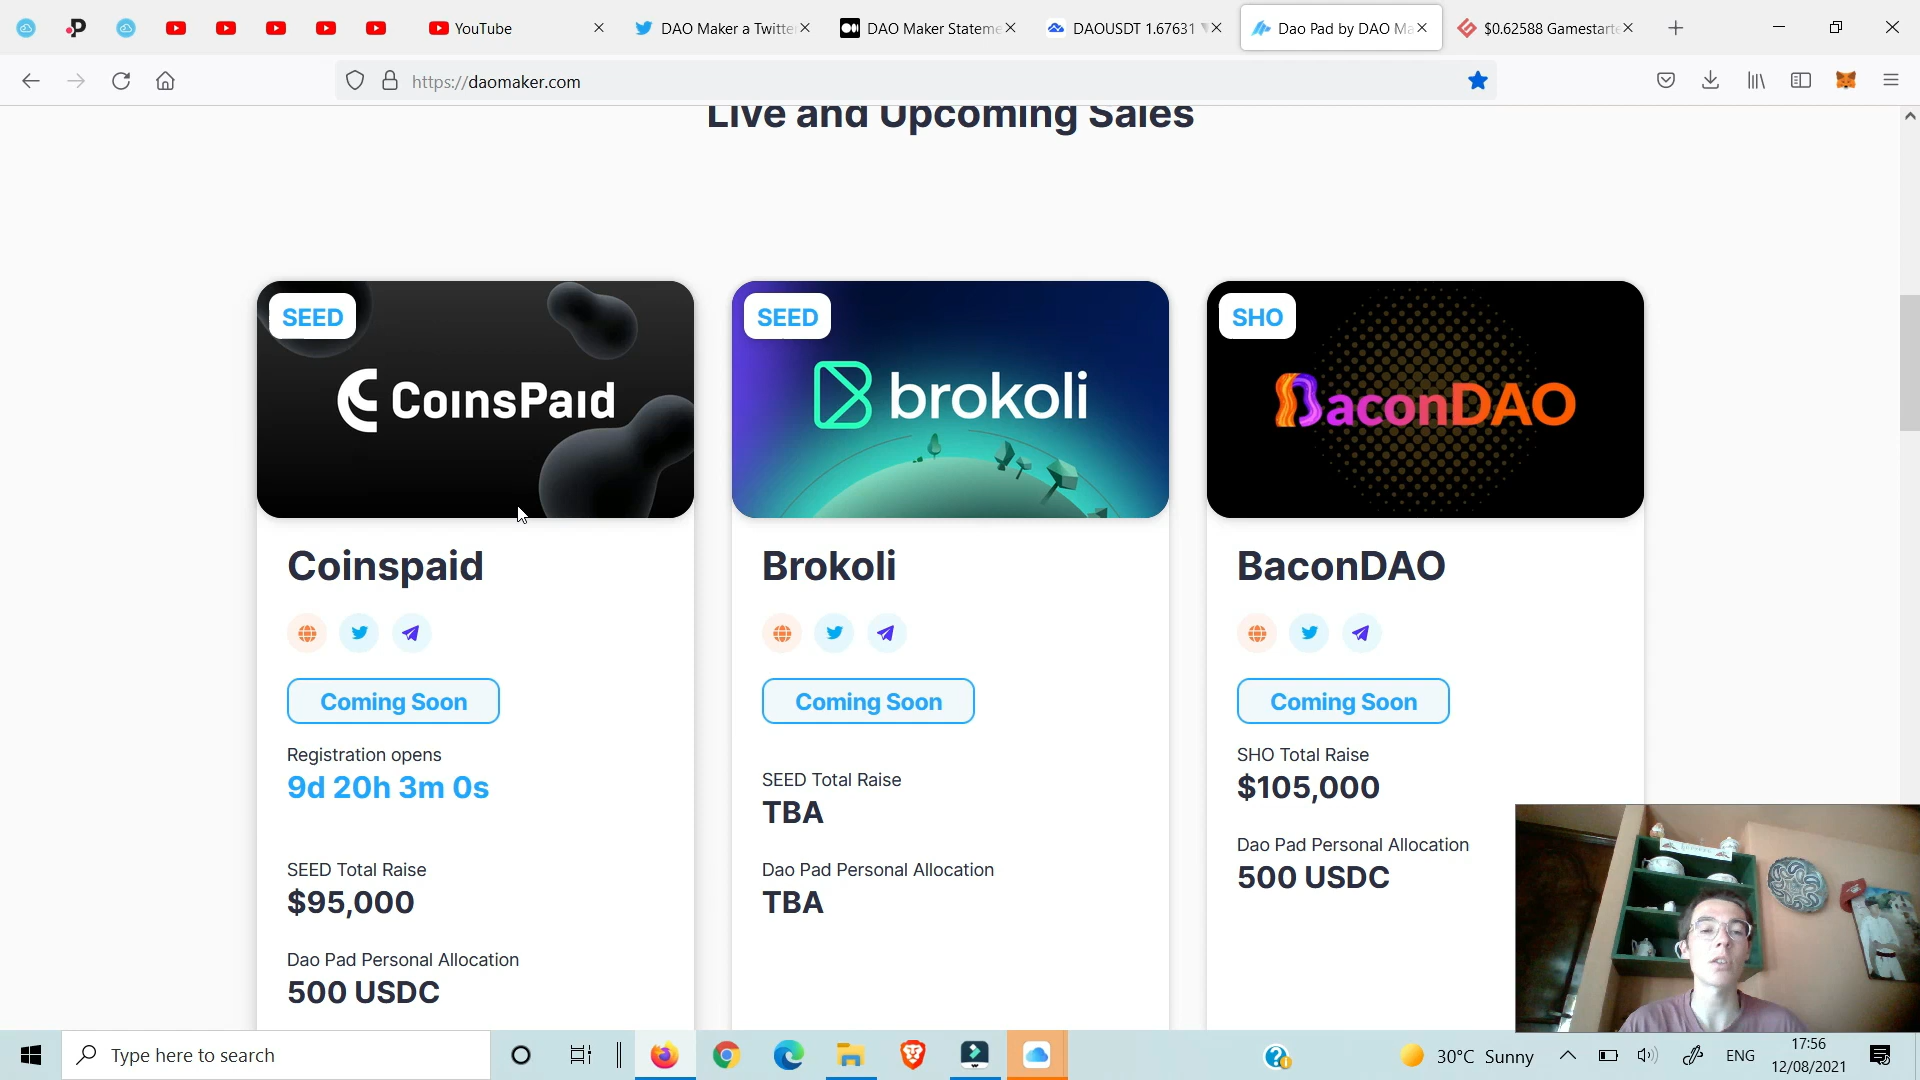 YouTube
DAO Maker a Twitte
DAO Maker Stateme
DAOUSDT 1.67631
Dao Pad by DAO Ma
$0.62588 Gamestarte
https://daomaker.com
Live and Upcoming Sales
SEED
CoinsPaid
SEED
brokoli
SHO
BaconDAO
Coinspaid
Brokoli
BaconDAO
Coming Soon
Coming Soon
Coming Soon
Registration opens
9d 20h 3m 0s
SEED Total Raise
$95,000
Dao Pad Personal Allocation
500 USDC
SEED Total Raise
TBA
Dao Pad Personal Allocation
TBA
SHO Total Raise
$105,000
Dao Pad Personal Allocation
500 USDC
Type here to search
30°C Sunny
ENG
17:56
12/08/2021